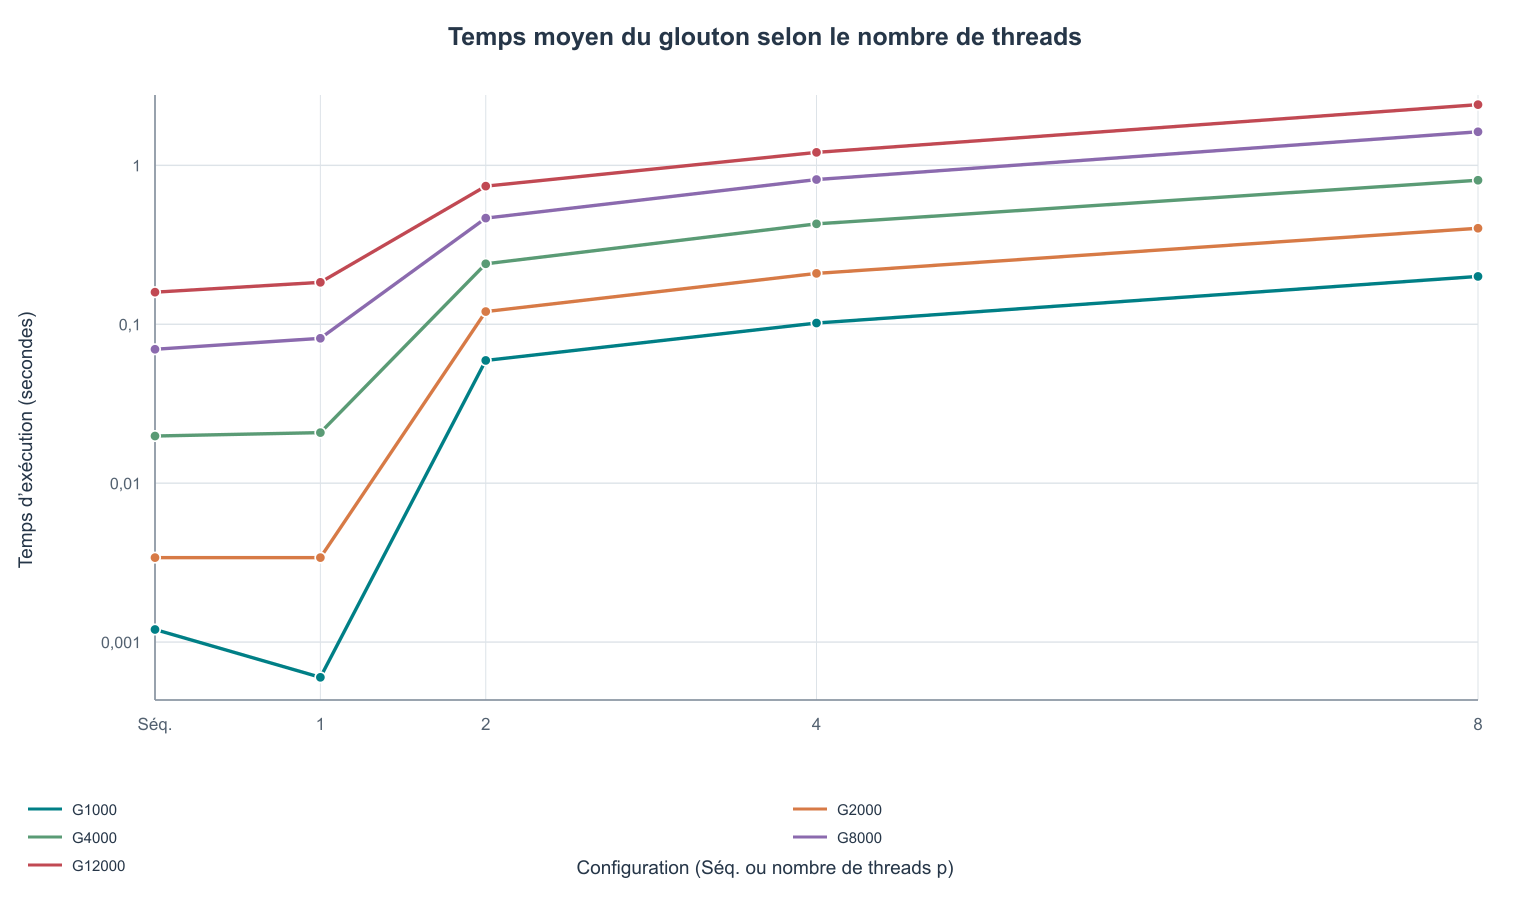 Temps moyen du glouton selon le nombre de threads
Temps d’exécution (secondes)
1
0,1
0,01
0,001
Séq.
1
2
4
8
G1000
G2000
G4000
G8000
G12000
Configuration (Séq. ou nombre de threads p)